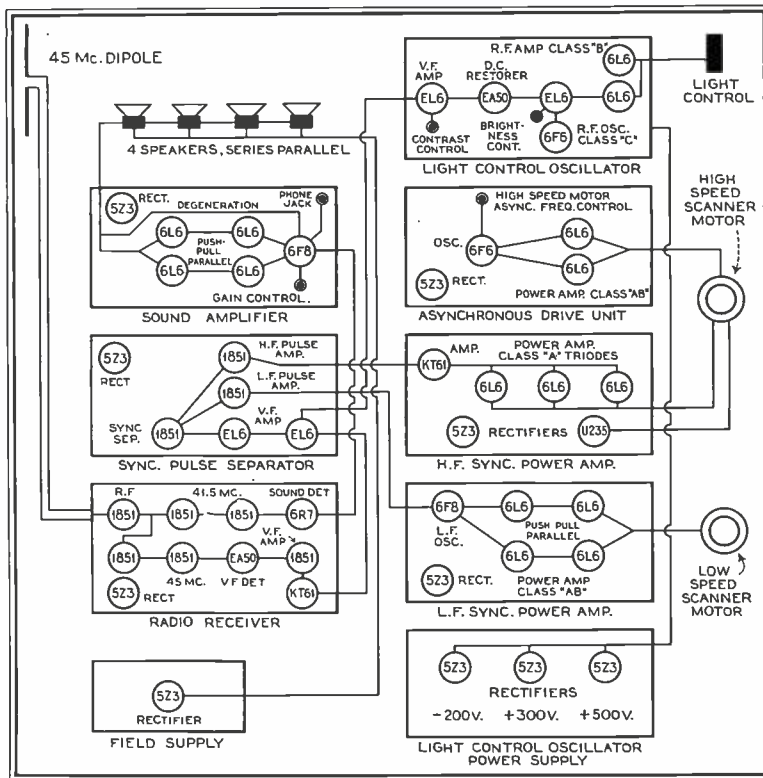 45 Mc. DIPOLE
4 SPEAKERS, SERIES PARALLEL
5Z3
RECT.
DEGENERATION
PHONE
JACK
6L6
6L6
PUSH-
PULL
PARALLEL
6F8
6L6
6L6
GAIN CONTROL.
SOUND AMPLIFIER
5Z3
RECT
1851
H.F. PULSE
AMP.
1851
L.F. PULSE
AMP.
SYNC
SEP.
V.F.
AMP
1851
EL6
EL6
SYNC. PULSE SEPARATOR
R.F
41.5 MC.
SOUND DET
1851
1851
1851
6R7
V.F.
AMP
1851
1851
EA50
1851
45 MC.
VF DET
5Z3
RECT
KT61
RADIO RECEIVER
5Z3
RECTIFIER
FIELD SUPPLY
R.F. AMP CLASS "B"
6L6
V.F.
AMP
D.C.
RESTORER
EL6
EA50
EL6
6L6
CONTRAST
CONTROL
BRIGHT-
NESS
CONT.
6F6
R.F. OSC.
CLASS "C"
LIGHT CONTROL OSCILLATOR
LIGHT
CONTROL
HIGH SPEED MOTOR
ASYNC. FREQ. CONTROL
OSC.
6F6
6L6
6L6
5Z3
RECT.
POWER AMP. CLASS "AB"
ASYNCHRONOUS DRIVE UNIT
HIGH
SPEED
SCANNER
MOTOR
KT61
AMP.
POWER AMP.
CLASS "A" TRIODES
6L6
6L6
6L6
5Z3
RECTIFIERS
U235
H.F. SYNC. POWER AMP.
6F8
6L6
6L6
L.F.
OSC.
PUSH PULL
PARALLEL
6L6
6L6
5Z3
RECT.
POWER AMP
CLASS "AB"
L.F. SYNC. POWER AMP.
LOW
SPEED
SCANNER
MOTOR
5Z3
5Z3
5Z3
RECTIFIERS
-200V.
+300V.
+500V.
LIGHT CONTROL OSCILLATOR
POWER SUPPLY